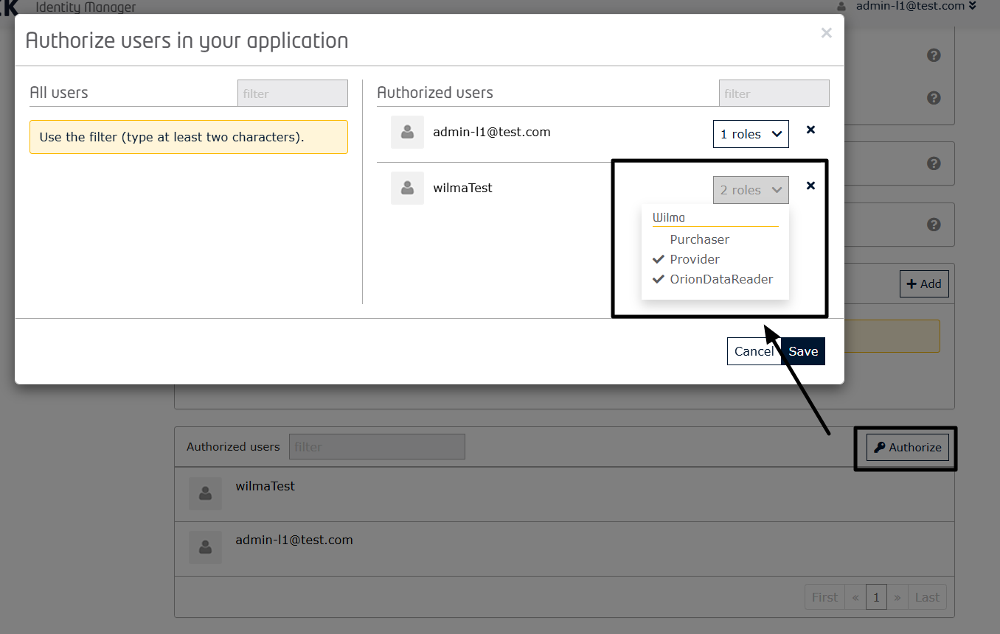 Identity Manager
admin-l1@test.com
Authorize users in your application
All users
filter
Authorized users
filter
Use the filter (type at least two characters).
admin-l1@test.com
1 roles
wilmaTest
2 roles
Wilma
Purchaser
Provider
OrionDataReader
Add
Cancel
Save
Authorized users
filter
Authorize
wilmaTest
admin-l1@test.com
First « 1 » Last